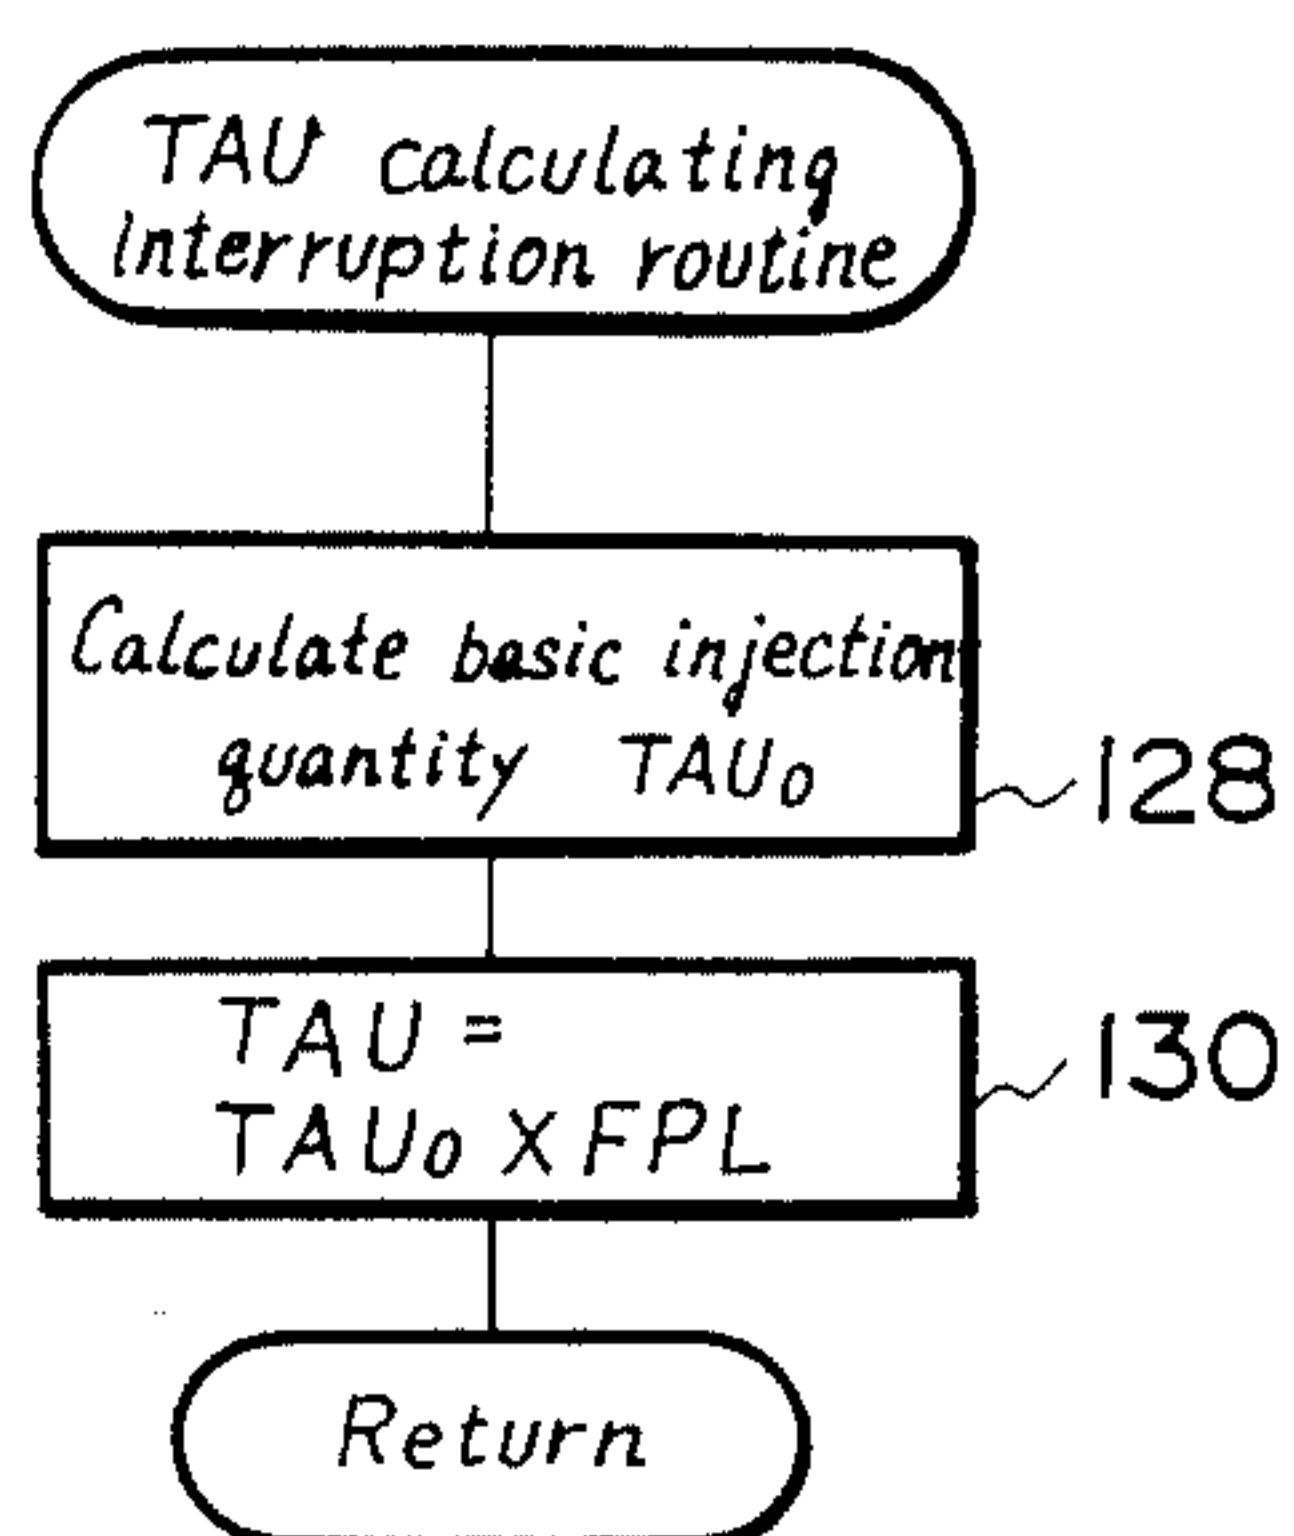 TAU calculating
interruption routine
Calculate basic injection
quantity TAU₀
128
TAU =
TAU₀ X FPL
130
Return